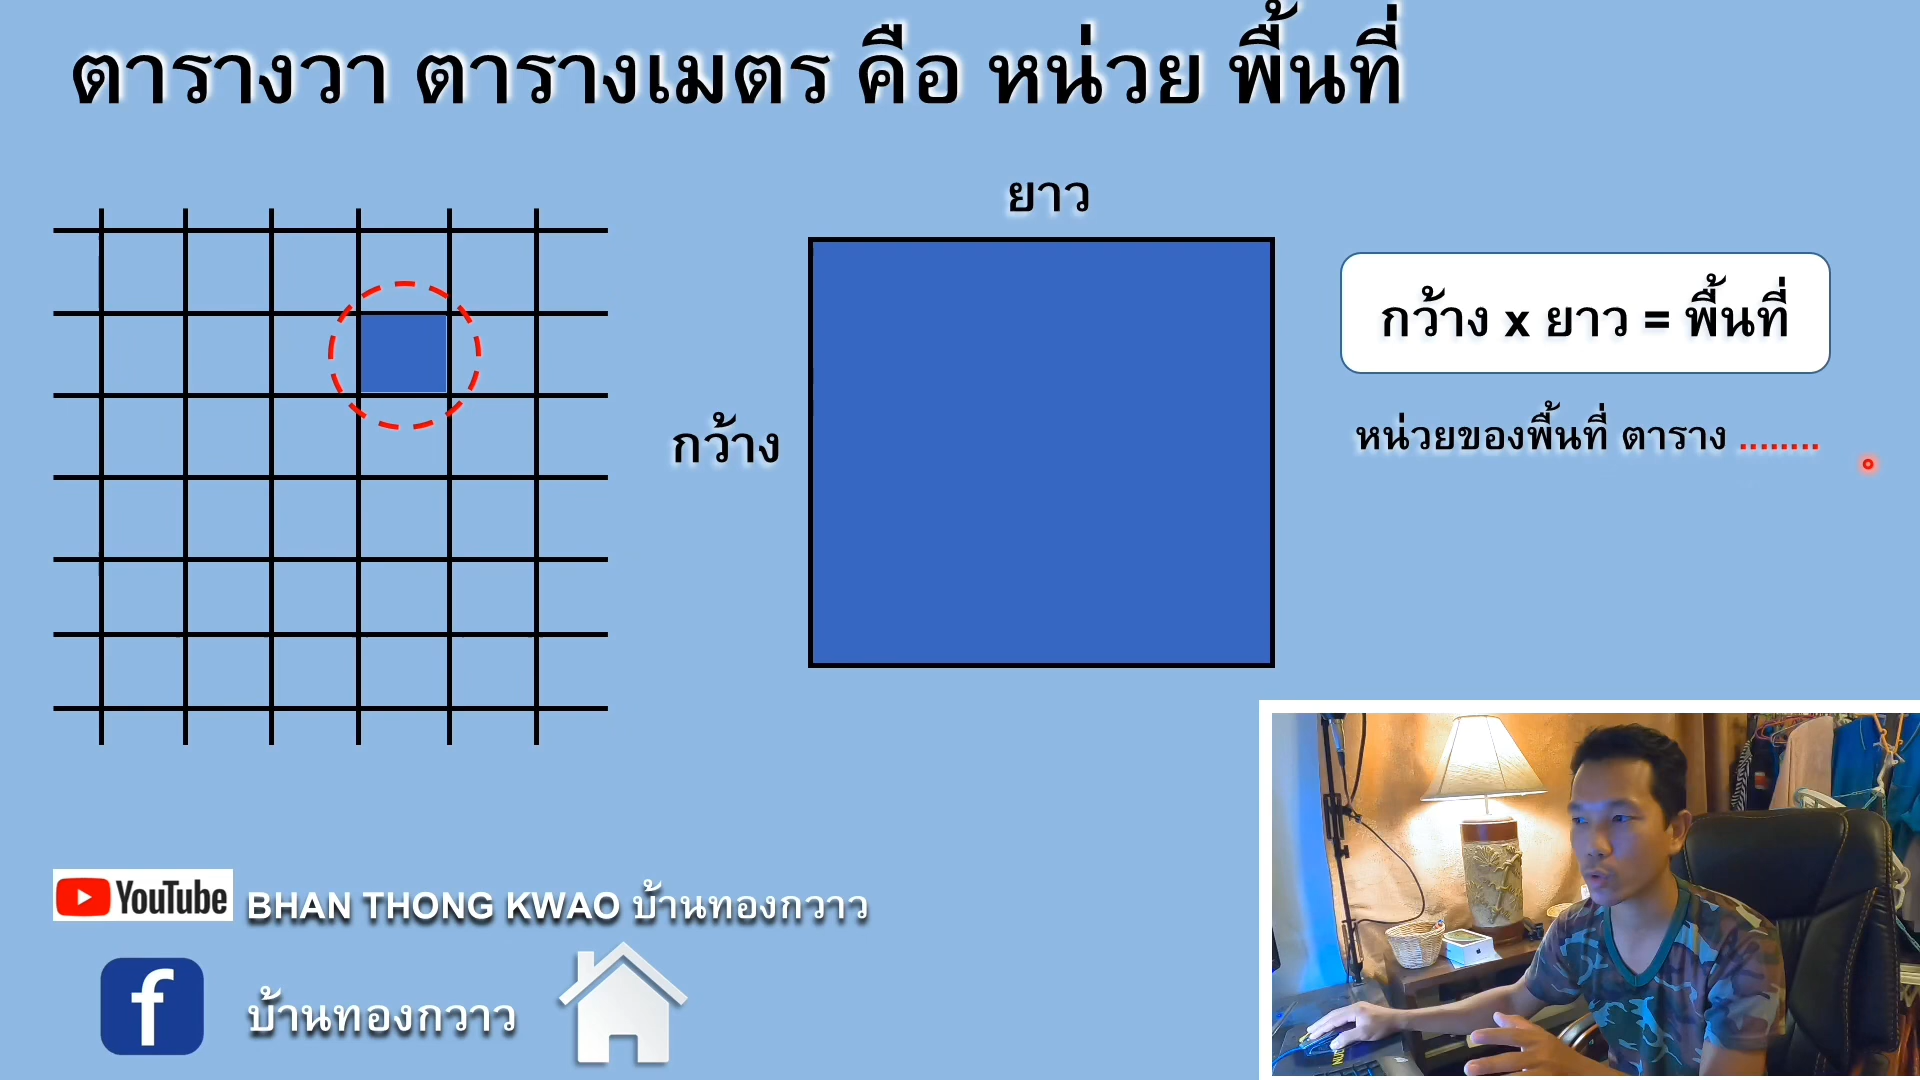 ตารางวา ตารางเมตร คือ หน่วย พื้นที่
ยาว
กว้าง
กว้าง x ยาว = พื้นที่
หน่วยของพื้นที่ ตาราง ........
YouTube BHAN THONG KWAO บ้านทองกวาว
f บ้านทองกวาว